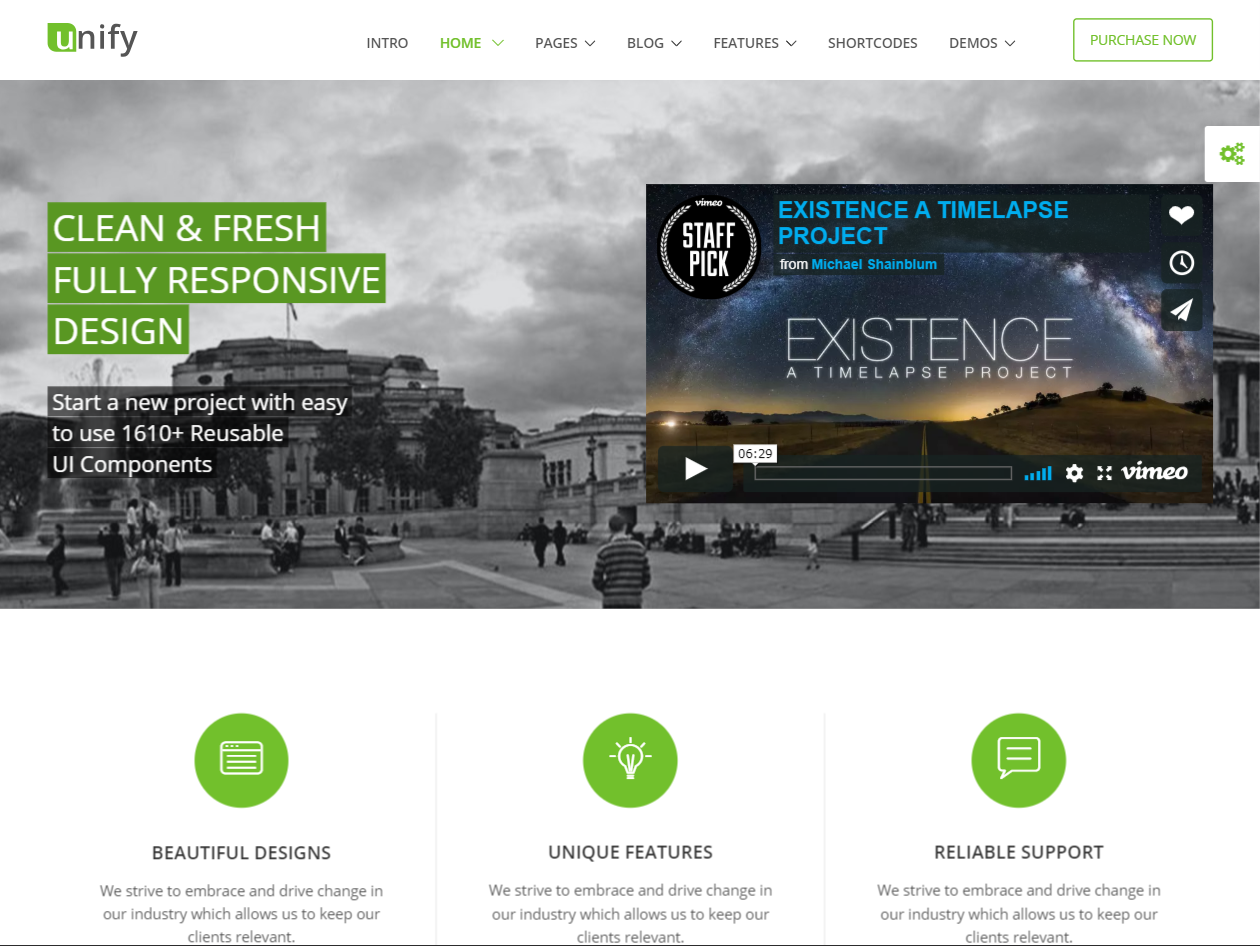 unify
INTRO
HOME
PAGES
BLOG
FEATURES
SHORTCODES
DEMOS
PURCHASE NOW
CLEAN & FRESH
FULLY RESPONSIVE
DESIGN
Start a new project with easy
to use 1610+ Reusable
UI Components
vimeo
STAFF
PICK
EXISTENCE A TIMELAPSE
PROJECT
from Michael Shainblum
EXISTENCE
A TIMELAPSE PROJECT
06:29
vimeo
BEAUTIFUL DESIGNS
We strive to embrace and drive change in
our industry which allows us to keep our
clients relevant.
UNIQUE FEATURES
We strive to embrace and drive change in
our industry which allows us to keep our
clients relevant.
RELIABLE SUPPORT
We strive to embrace and drive change in
our industry which allows us to keep our
clients relevant.